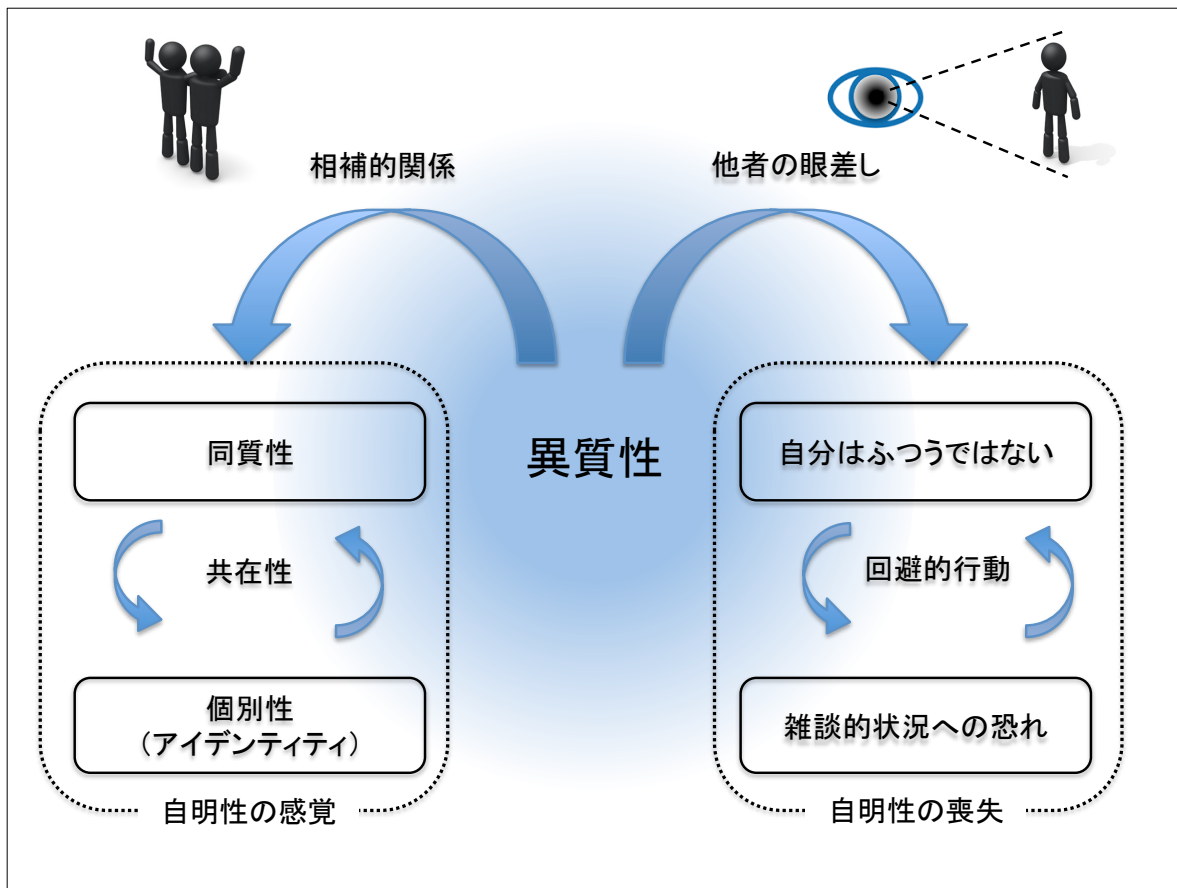 相補的関係
他者の眼差し
異質性
同質性
共在性
個別性
（アイデンティティ）
自明性の感覚
自分はふつうではない
回避的行動
雑談的状況への恐れ
自明性の喪失